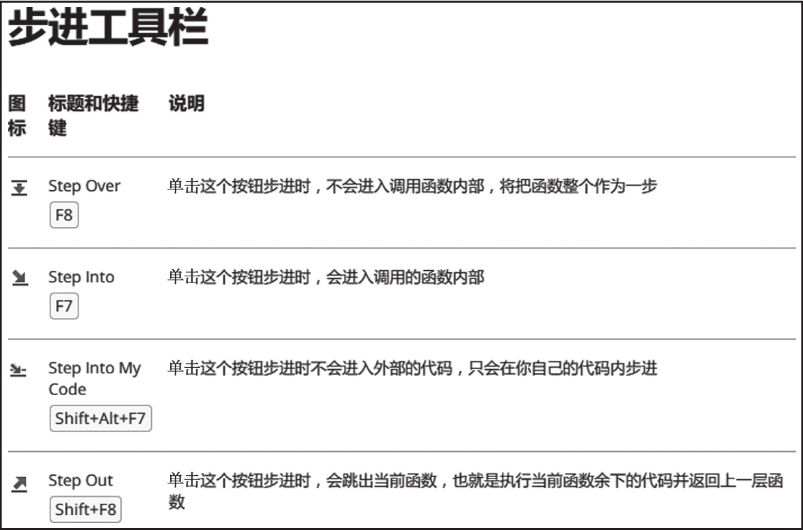 步进工具栏
图标 标题和快捷键 说明
Step Over 单击这个按钮步进时，不会进入调用函数内部，将把函数整个作为一步
F8
Step Into 单击这个按钮步进时，会进入调用的函数内部
F7
Step Into My Code 单击这个按钮步进时不会进入外部的代码，只会在你自己的代码内步进
Shift+Alt+F7
Step Out 单击这个按钮步进时，会跳出当前函数，也就是执行当前函数余下的代码并返回上一层函数
Shift+F8